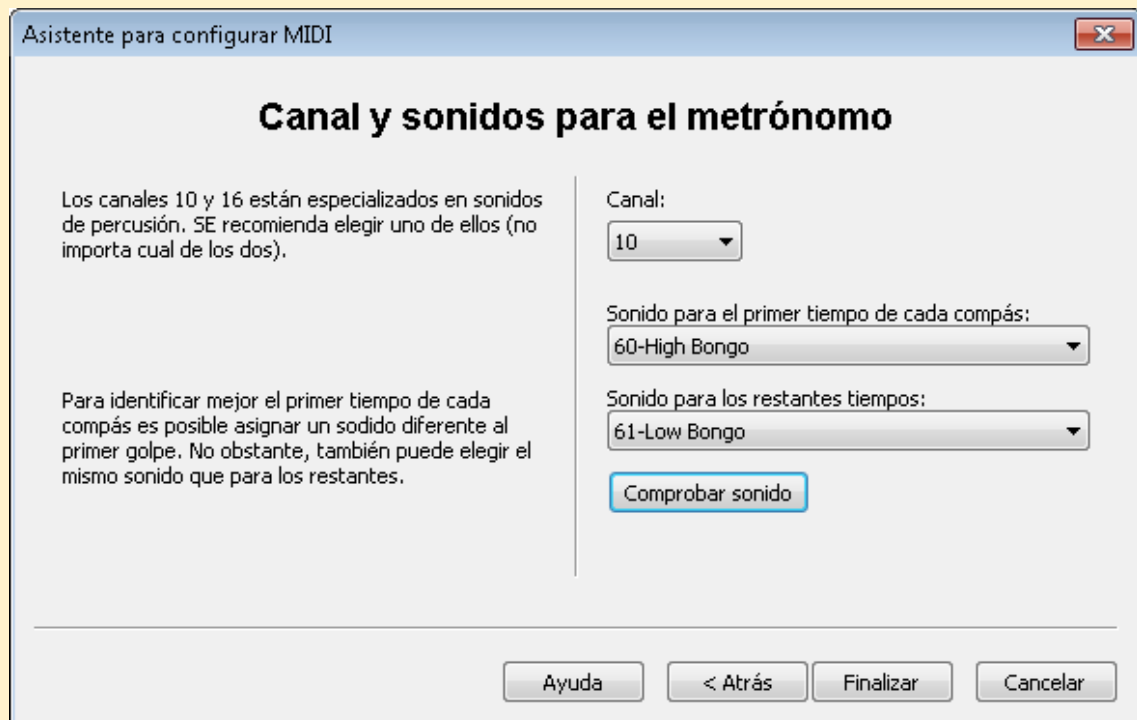 Asistente para configurar MIDI
Canal y sonidos para el metrónomo
Los canales 10 y 16 están especializados en sonidos
de percusión. SE recomienda elegir uno de ellos (no
importa cual de los dos).
Para identificar mejor el primer tiempo de cada
compás es posible asignar un sodido diferente al
primer golpe. No obstante, también puede elegir el
mismo sonido que para los restantes.
Canal:
10
Sonido para el primer tiempo de cada compás:
60-High Bongo
Sonido para los restantes tiempos:
61-Low Bongo
Comprobar sonido
Ayuda
< Atrás
Finalizar
Cancelar